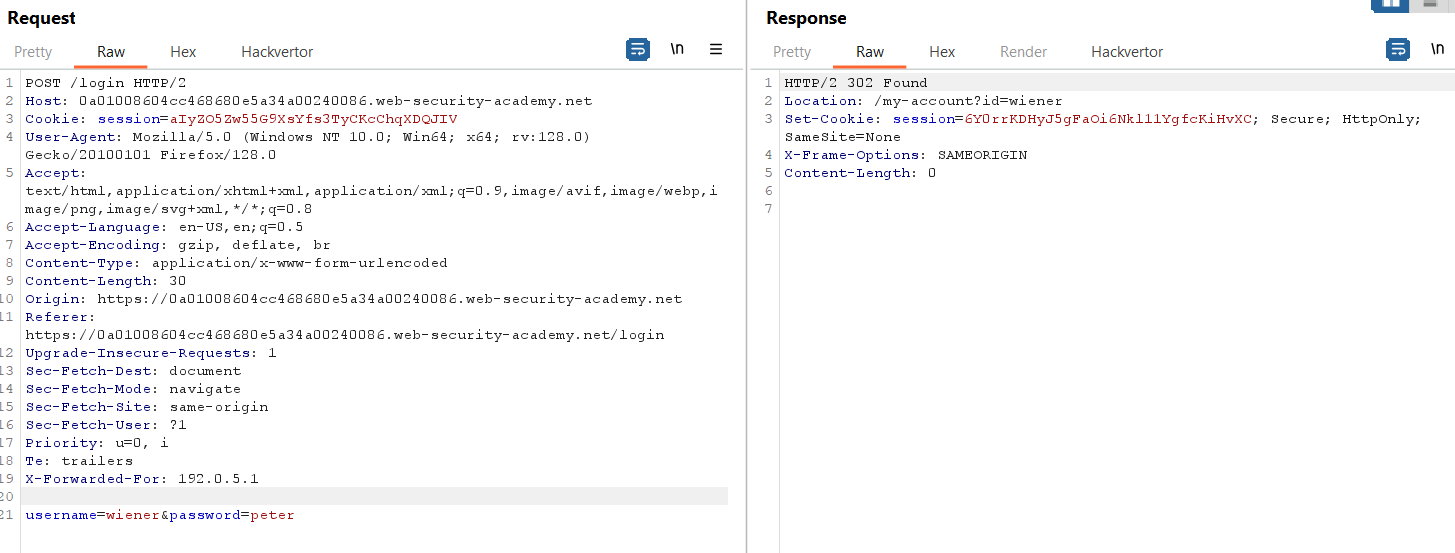 Request
Pretty Raw Hex Hackvertor \n
1 POST /login HTTP/2
2 Host: 0a01008604cc468680e5a34a00240086.web-security-academy.net
3 Cookie: session=aIyZO5Zw55G9XsYfs3TyCKcChqXDQJIV
4 User-Agent: Mozilla/5.0 (Windows NT 10.0; Win64; x64; rv:128.0)
Gecko/20100101 Firefox/128.0
5 Accept:
text/html,application/xhtml+xml,application/xml;q=0.9,image/avif,image/webp,i
mage/png,image/svg+xml,*/*;q=0.8
6 Accept-Language: en-US,en;q=0.5
7 Accept-Encoding: gzip, deflate, br
8 Content-Type: application/x-www-form-urlencoded
9 Content-Length: 30
10 Origin: https://0a01008604cc468680e5a34a00240086.web-security-academy.net
11 Referer:
https://0a01008604cc468680e5a34a00240086.web-security-academy.net/login
12 Upgrade-Insecure-Requests: 1
13 Sec-Fetch-Dest: document
14 Sec-Fetch-Mode: navigate
15 Sec-Fetch-Site: same-origin
16 Sec-Fetch-User: ?1
17 Priority: u=0, i
18 Te: trailers
19 X-Forwarded-For: 192.0.5.1
20
21 username=wiener&password=peter
Response
Pretty Raw Hex Render Hackvertor \n
1 HTTP/2 302 Found
2 Location: /my-account?id=wiener
3 Set-Cookie: session=6Y0rrKDHyJ5gFaOi6Nkl11YgfcKiHvXC; Secure; HttpOnly;
SameSite=None
4 X-Frame-Options: SAMEORIGIN
5 Content-Length: 0
6
7